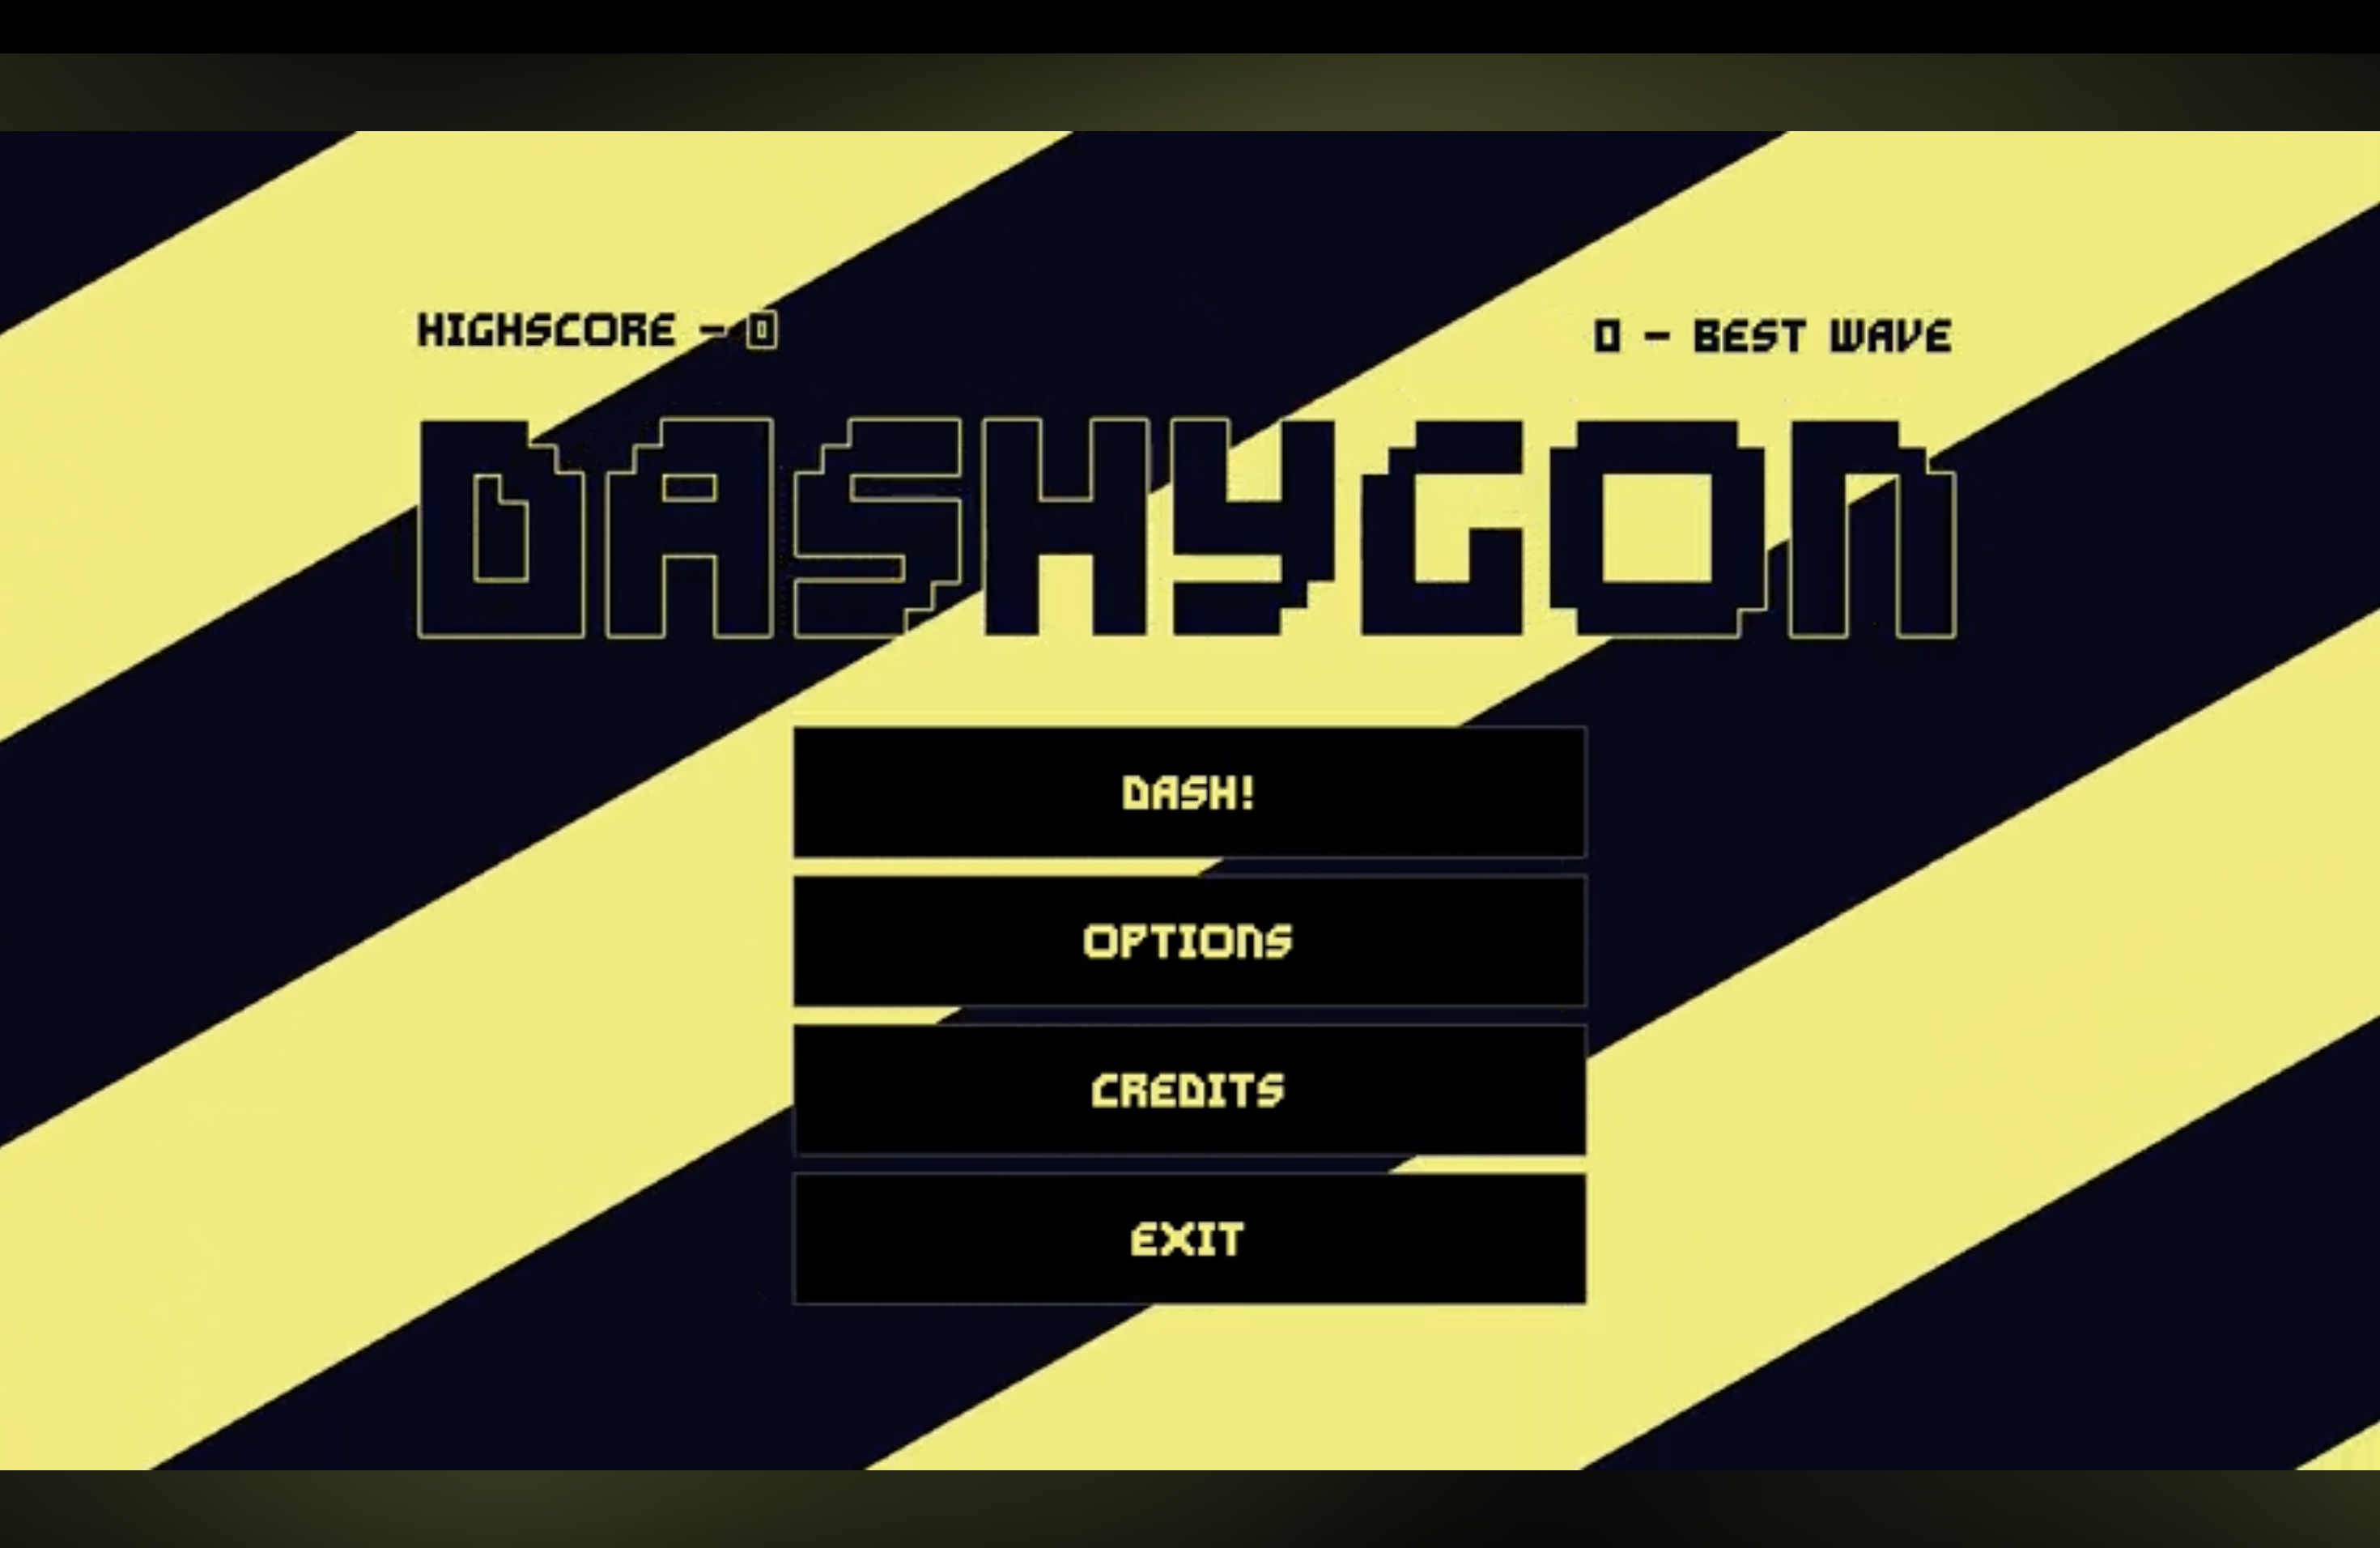 HIGHSCORE - 0
0 - BEST WAVE
DASHYGON
DASH!
OPTIONS
CREDITS
EXIT